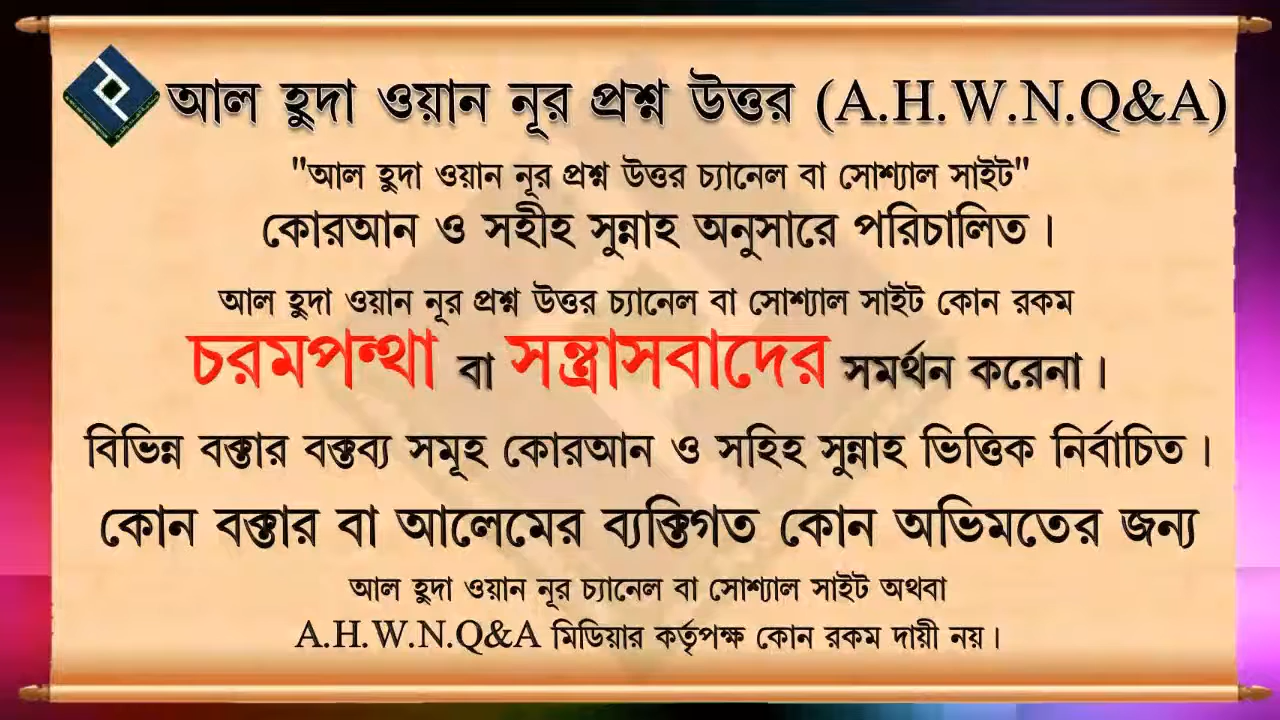 আল হুদা ওয়ান নূর প্রশ্ন উত্তর (A.H.W.N.Q&A)
"আল হুদা ওয়ান নূর প্রশ্ন উত্তর চ্যানেল বা সোশ্যাল সাইট"
কোরআন ও সহীহ সুন্নাহ অনুসারে পরিচালিত।
আল হুদা ওয়ান নূর প্রশ্ন উত্তর চ্যানেল বা সোশ্যাল সাইট কোন রকম
চরমপন্থা বা সন্ত্রাসবাদের সমর্থন করেনা।
বিভিন্ন বক্তার বক্তব্য সমূহ কোরআন ও সহিহ সুন্নাহ ভিত্তিক নির্বাচিত।
কোন বক্তার বা আলেমের ব্যক্তিগত কোন অভিমতের জন্য
আল হুদা ওয়ান নূর চ্যানেল বা সোশ্যাল সাইট অথবা
A.H.W.N.Q&A মিডিয়ার কর্তৃপক্ষ কোন রকম দায়ী নয়।